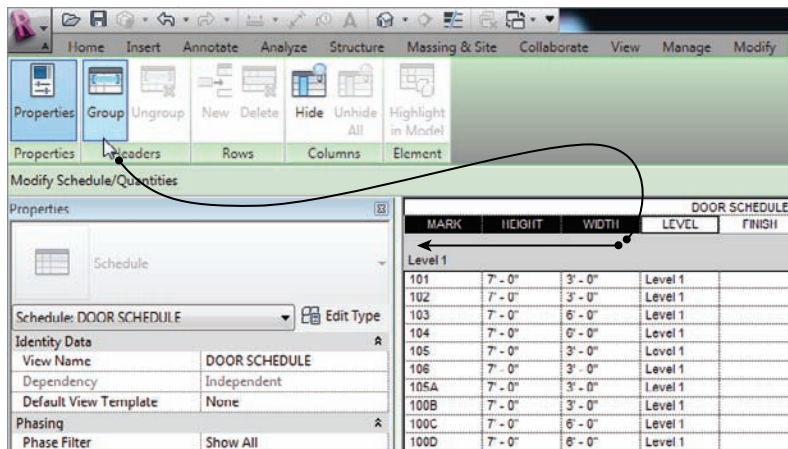 Home Insert Annotate Analyze Structure Massing & Site Collaborate View Manage Modify
Properties Group Ungroup New Delete Hide Unhide All Highlight in Model
Properties Headers Rows Columns Element
Modify Schedule/Quantities
Properties
Schedule
Schedule: DOOR SCHEDULE Edit Type
Identity Data
View Name DOOR SCHEDULE
Dependency Independent
Default View Template None
Phasing
Phase Filter Show All
DOOR SCHEDULE
MARK HEIGHT WIDTH LEVEL FINISH
Level 1
101 7' - 0" 3' - 0" Level 1
102 7' - 0" 3' - 0" Level 1
103 7' - 0" 6' - 0" Level 1
104 7' - 0" 6' - 0" Level 1
105 7' - 0" 3' - 0" Level 1
106 7' - 0" 3' - 0" Level 1
105A 7' - 0" 3' - 0" Level 1
100B 7' - 0" 3' - 0" Level 1
100C 7' - 0" 6' - 0" Level 1
100D 7' - 0" 6' - 0" Level 1